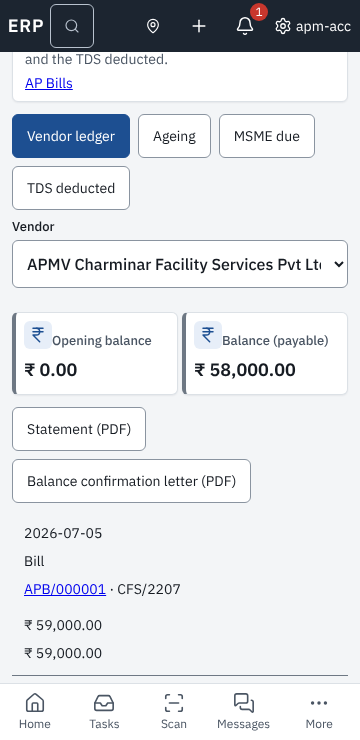 ERP
1
apm-acc
and the TDS deducted.
AP Bills
Vendor ledger
Ageing
MSME due
TDS deducted
Vendor
APMV Charminar Facility Services Pvt Ltd
₹ Opening balance
₹ 0.00
₹ Balance (payable)
₹ 58,000.00
Statement (PDF)
Balance confirmation letter (PDF)
2026-07-05
Bill
APB/000001 · CFS/2207
₹ 59,000.00
₹ 59,000.00
Home
Tasks
Scan
Messages
More